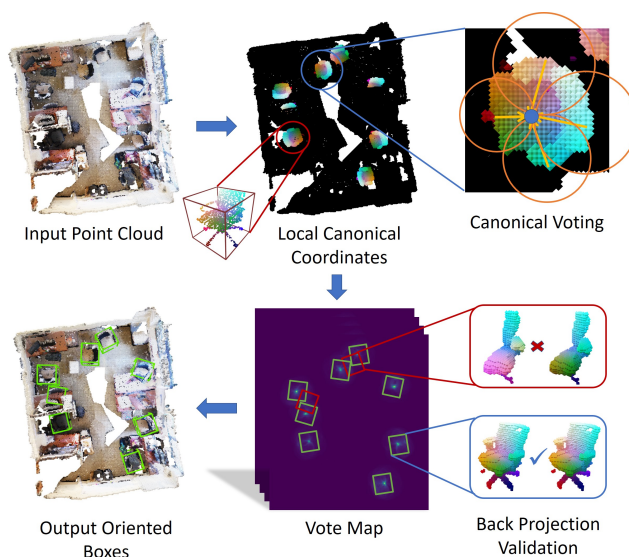 Input Point Cloud
Local Canonical
Coordinates
Canonical Voting
Output Oriented
Boxes
Vote Map
Back Projection
Validation